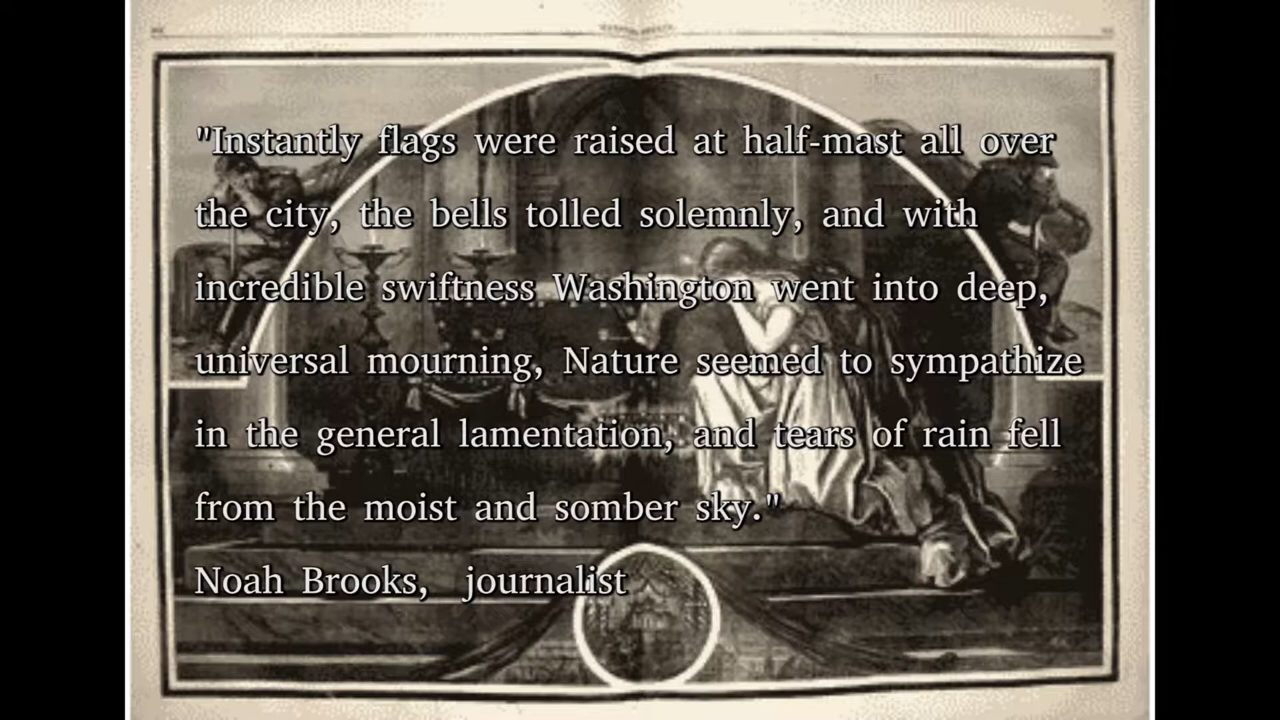 "Instantly flags were raised at half-mast all over
the city, the bells tolled solemnly, and with
incredible swiftness Washington went into deep,
universal mourning, Nature seemed to sympathize
in the general lamentation, and tears of rain fell
from the moist and somber sky."
Noah Brooks, journalist